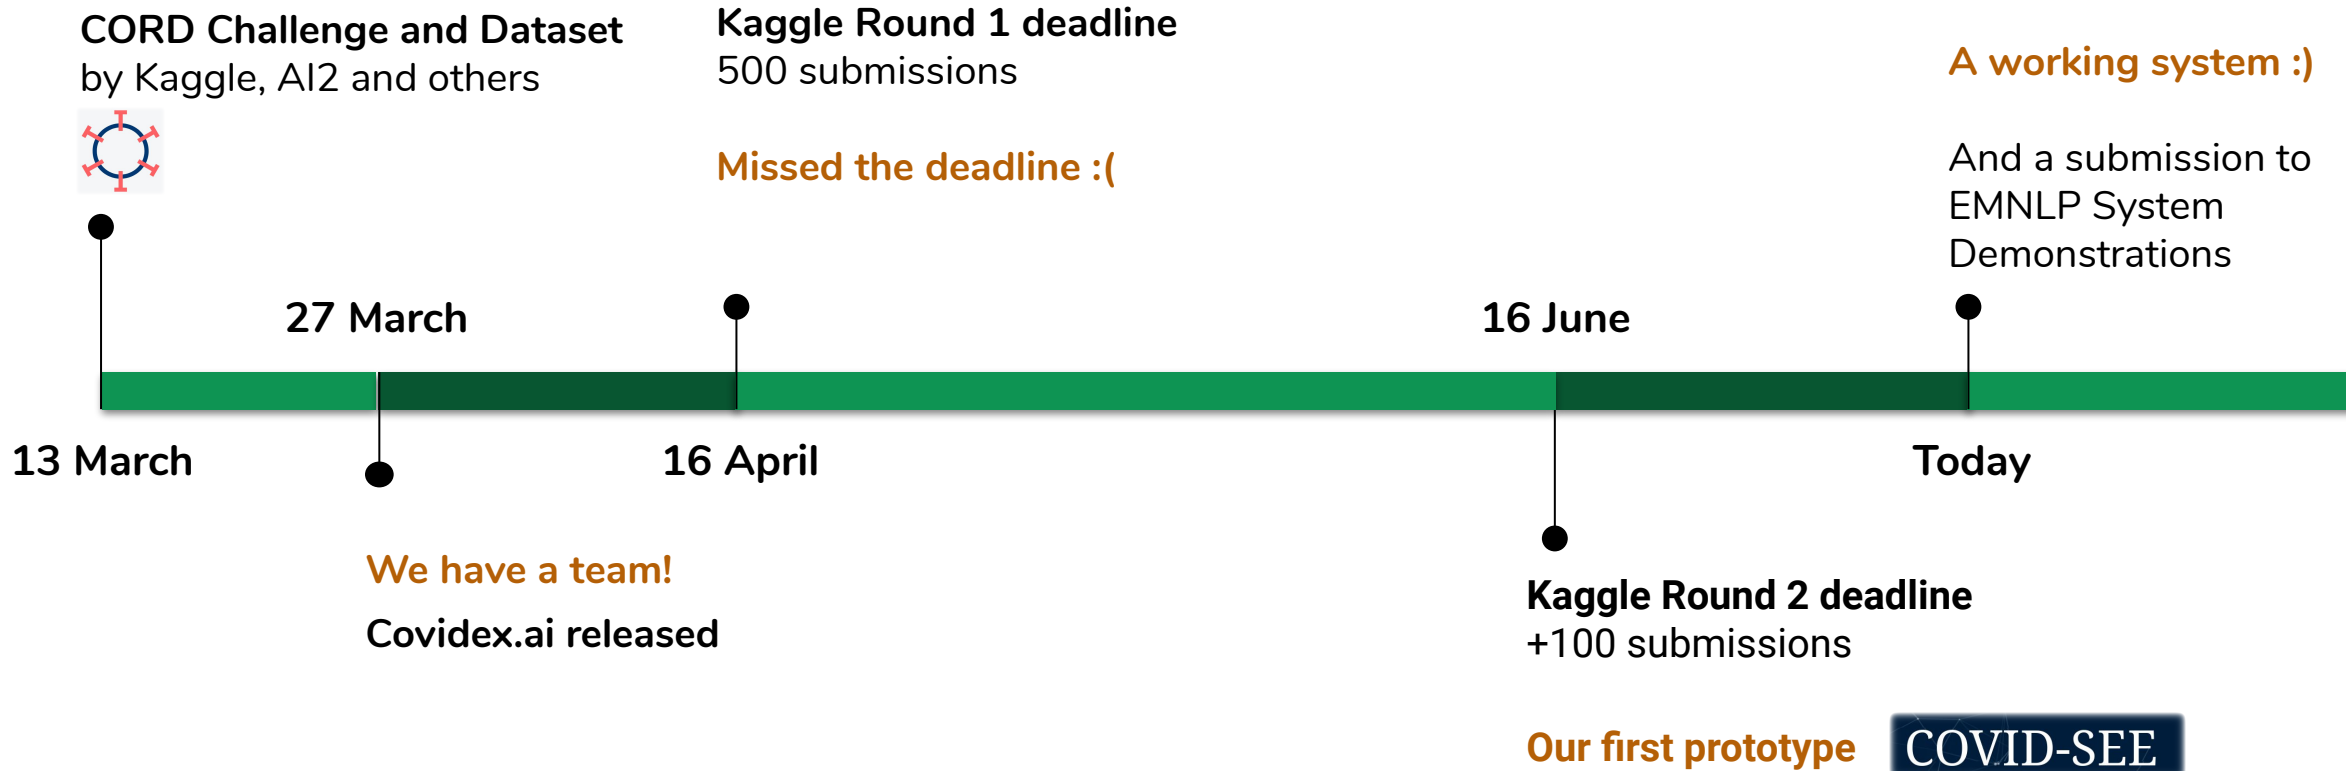 CORD Challenge and Dataset
by Kaggle, AI2 and others
Kaggle Round 1 deadline
500 submissions
Missed the deadline :(
A working system :)
And a submission to
EMNLP System
Demonstrations
27 March
16 June
13 March
16 April
Today
We have a team!
Covidex.ai released
Kaggle Round 2 deadline
+100 submissions
Our first prototype
COVID-SEE